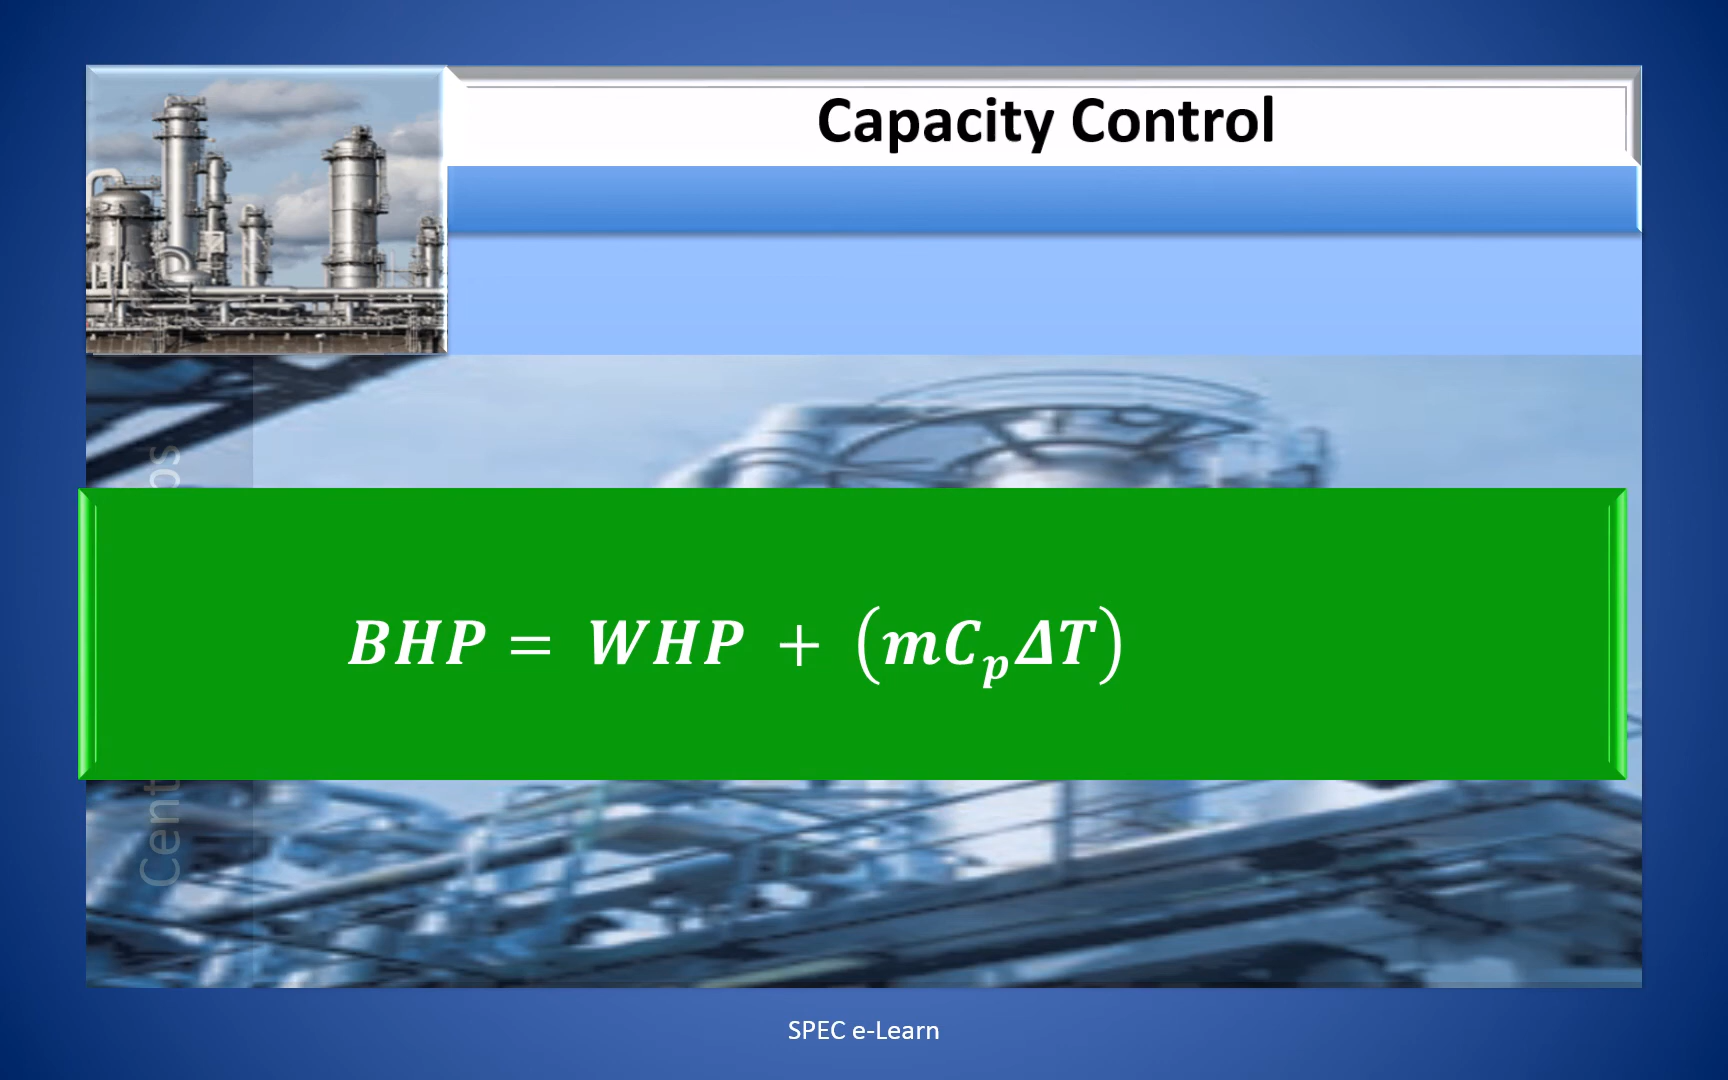 Capacity Control
BHP = WHP + (mC_pΔT)
SPEC e-Learn